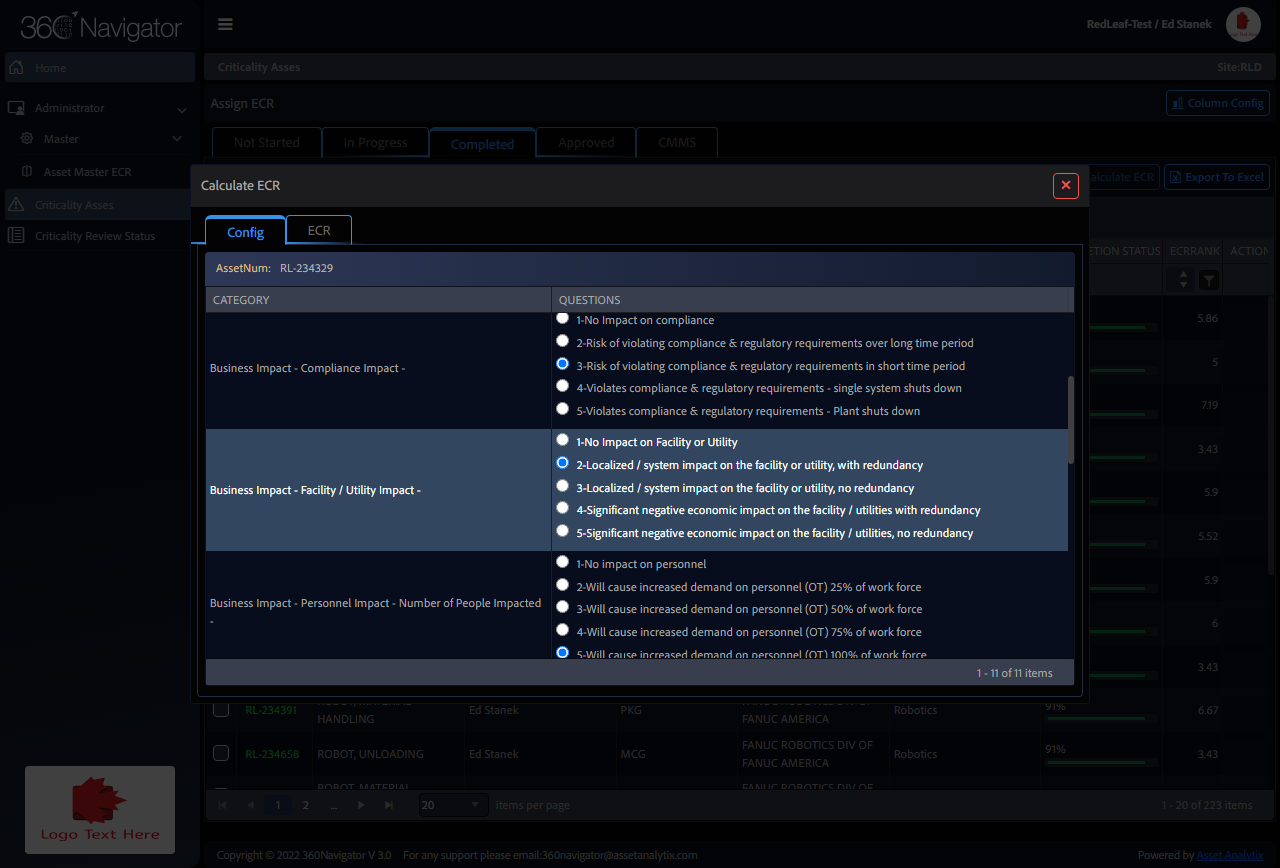 360 Navigator
RedLeaf-Test / Ed Stanek
Home
Criticality Asses
Site:RLD
Administrator
Assign ECR
Column Config
Master
Not Started
In Progress
Completed
Approved
CMMS
Asset Master ECR
Calculate ECR
alculate ECR
Export To Excel
Criticality Asses
Criticality Review Status
Config
ECR
ETION STATUS
ECRRANK
ACTION
AssetNum: RL-234329
CATEGORY
QUESTIONS
1-No Impact on compliance
2-Risk of violating compliance & regulatory requirements over long time period
Business Impact - Compliance Impact -
3-Risk of violating compliance & regulatory requirements in short time period
4-Violates compliance & regulatory requirements - single system shuts down
5-Violates compliance & regulatory requirements - Plant shuts down
1-No Impact on Facility or Utility
2-Localized / system impact on the facility or utility, with redundancy
Business Impact - Facility / Utility Impact -
3-Localized / system impact on the facility or utility, no redundancy
4-Significant negative economic impact on the facility / utilities with redundancy
5-Significant negative economic impact on the facility / utilities, no redundancy
1-No impact on personnel
2-Will cause increased demand on personnel (OT) 25% of work force
Business Impact - Personnel Impact - Number of People Impacted
-
3-Will cause increased demand on personnel (OT) 50% of work force
4-Will cause increased demand on personnel (OT) 75% of work force
5-Will cause increased demand on personnel (OT) 100% of work force
1 - 11 of 11 items
5.86
5
7.19
3.43
5.9
5.52
5.9
6
3.43
RL-234391
ROBOT, MATERIAL
HANDLING
Ed Stanek
PKG
FANUC ROBOTICS DIV OF
FANUC AMERICA
Robotics
91%
6.67
RL-234658
ROBOT, UNLOADING
Ed Stanek
MCG
FANUC ROBOTICS DIV OF
FANUC AMERICA
Robotics
91%
3.43
ROBOT, MATERIAL
FANUC ROBOTICS DIV OF
1
2
...
20
items per page
1 - 20 of 223 items
Logo Text Here
Copyright © 2022 360Navigator V 3.0
For any support please email:360navigator@assetanalytix.com
Powered by Asset Analytix